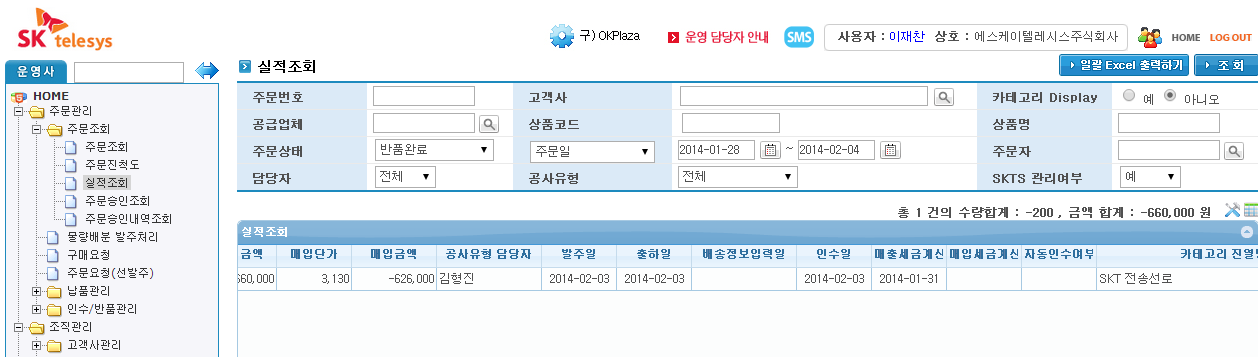 SK telesys
구) OKPlaza
운영 담당자 안내
SMS
사용자 : 이재찬 상호 : 에스케이텔레시스주식회사
HOME
LOG OUT
운영사
HOME
주문관리
주문조회
주문조회
주문진척도
실적조회
주문승인조회
주문승인내역조회
물량배분 발주처리
구매요청
주문요청(선발주)
납품관리
인수/반품관리
조직관리
고객사관리
실적조회
일괄 Excel 출력하기
조 회
주문번호
고객사
카테고리 Display
예
아니오
공급업체
상품코드
상품명
주문상태
반품완료
주문일
2014-01-28 ~ 2014-02-04
주문자
담당자
전체
공사유형
전체
SKTS 관리여부
예
총 1 건의 수량합계 : -200 , 금액 합계 : -660,000 원
실적조회
금액 매입단가 매입금액 공사유형 담당자 발주일 출하일 배송정보입력일 인수일 매출세금계산 매입세금계산 자동인수여부 카테고리 진열
660,000 3,130 -626,000 김형진 2014-02-03 2014-02-03 2014-02-03 2014-01-31 SKT 전송선로